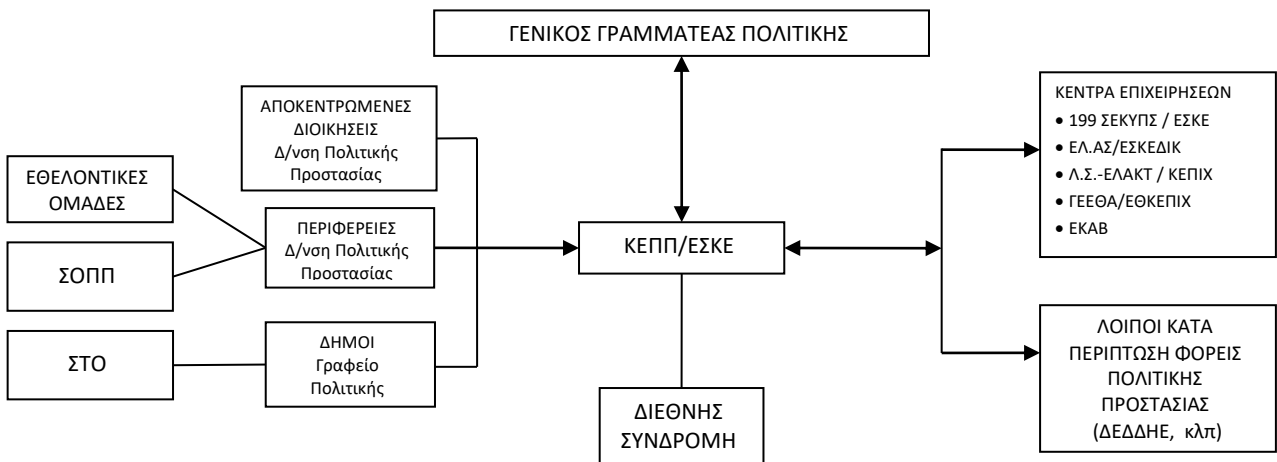 ΓΕΝΙΚΟΣ ΓΡΑΜΜΑΤΕΑΣ ΠΟΛΙΤΙΚΗΣ
ΑΠΟΚΕΝΤΡΩΜΕΝΕΣ
ΔΙΟΙΚΗΣΕΙΣ
Δ/νση Πολιτικής
Προστασίας
ΕΘΕΛΟΝΤΙΚΕΣ
ΟΜΑΔΕΣ
ΣΟΠΠ
ΣΤΟ
ΠΕΡΙΦΕΡΕΙΕΣ
Δ/νση Πολιτικής
Προστασίας
ΔΗΜΟΙ
Γραφείο
Πολιτικής
ΚΕΠΠ/ΕΣΚΕ
ΔΙΕΘΝΗΣ
ΣΥΝΔΡΟΜΗ
ΚΕΝΤΡΑ ΕΠΙΧΕΙΡΗΣΕΩΝ
• 199 ΣΕΚΥΠΣ / ΕΣΚΕ
• ΕΛ.ΑΣ/ΕΣΚΕΔΙΚ
• Λ.Σ.-ΕΛΑΚΤ / ΚΕΠΙΧ
• ΓΕΕΘΑ/ΕΘΚΕΠΙΧ
• ΕΚΑΒ
ΛΟΙΠΟΙ ΚΑΤΑ
ΠΕΡΙΠΤΩΣΗ ΦΟΡΕΙΣ
ΠΟΛΙΤΙΚΗΣ
ΠΡΟΣΤΑΣΙΑΣ
(ΔΕΔΔΗΕ, κλπ)